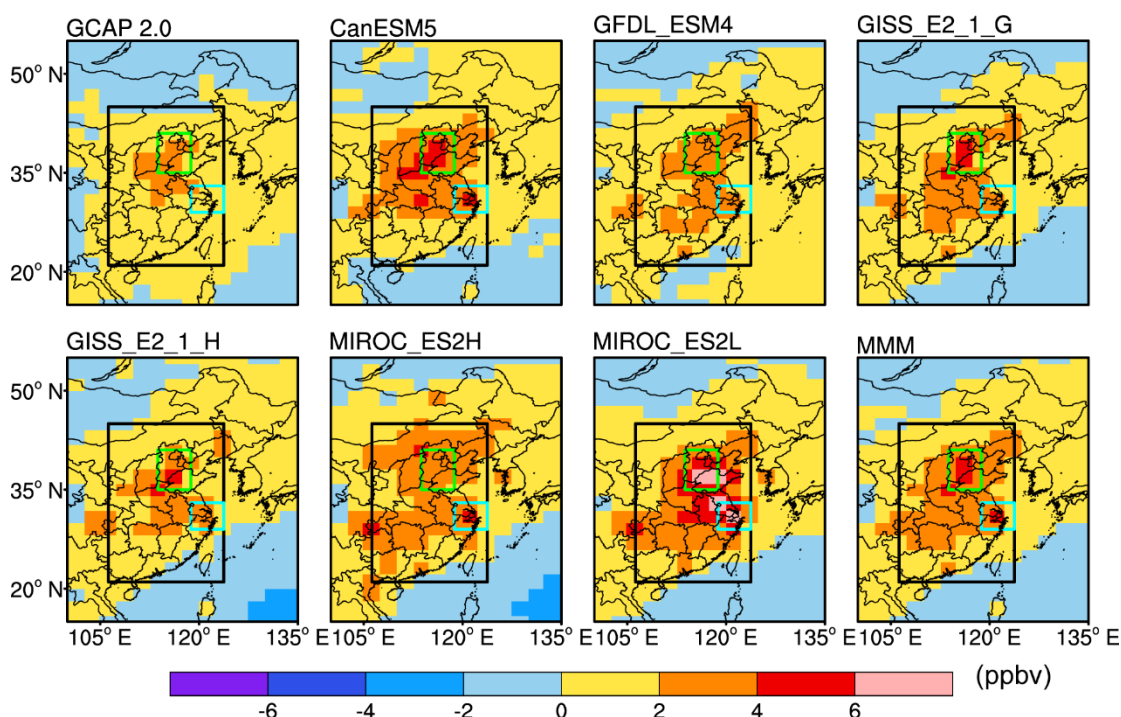 GCAP 2.0 CanESM5 GFDL_ESM4 GISS_E2_1_G
50° N
35° N
20° N
GISS_E2_1_H MIROC_ES2H MIROC_ES2L MMM
50° N
35° N
20° N
105° E 120° E 135° E 105° E 120° E 135° E 105° E 120° E 135° E 105° E 120° E 135° E
(ppbv)
-6 -4 -2 0 2 4 6